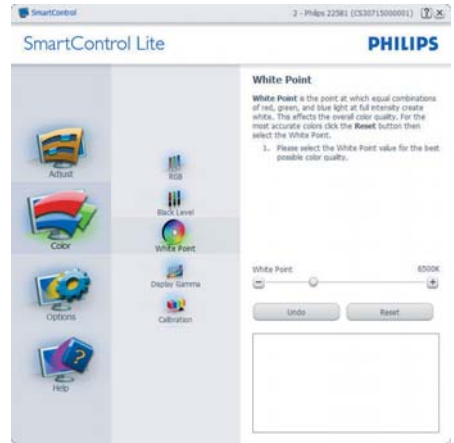 SmartControl
2 - Philips 225B1 (CS30715000001)
SmartControl Lite
PHILIPS
Adjust
Color
Options
Help
RGB
Black Level
White Point
Display Gamma
Calibration
White Point
White Point is the point at which equal combinations
of red, green, and blue light at full intensity create
white. This effects the overall color quality. For the
most accurate colors click the Reset button then
select the White Point.
1. Please select the White Point value for the best
possible color quality.
White Point
6500K
Undo
Reset